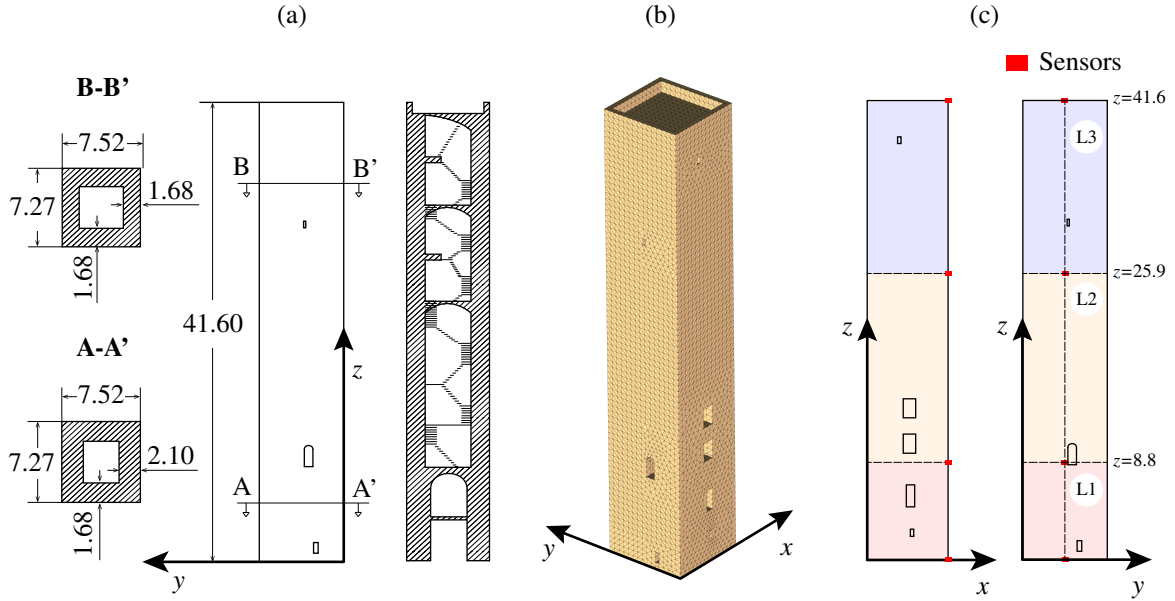 (a)
(b)
(c)
Sensors
B-B’
7.52
7.27
1.68
1.68
A-A’
7.52
7.27
2.10
1.68
41.60
B
B’
A
A’
z
y
y
x
z=41.6
L3
z=25.9
L2
z
z
z=8.8
L1
x
y